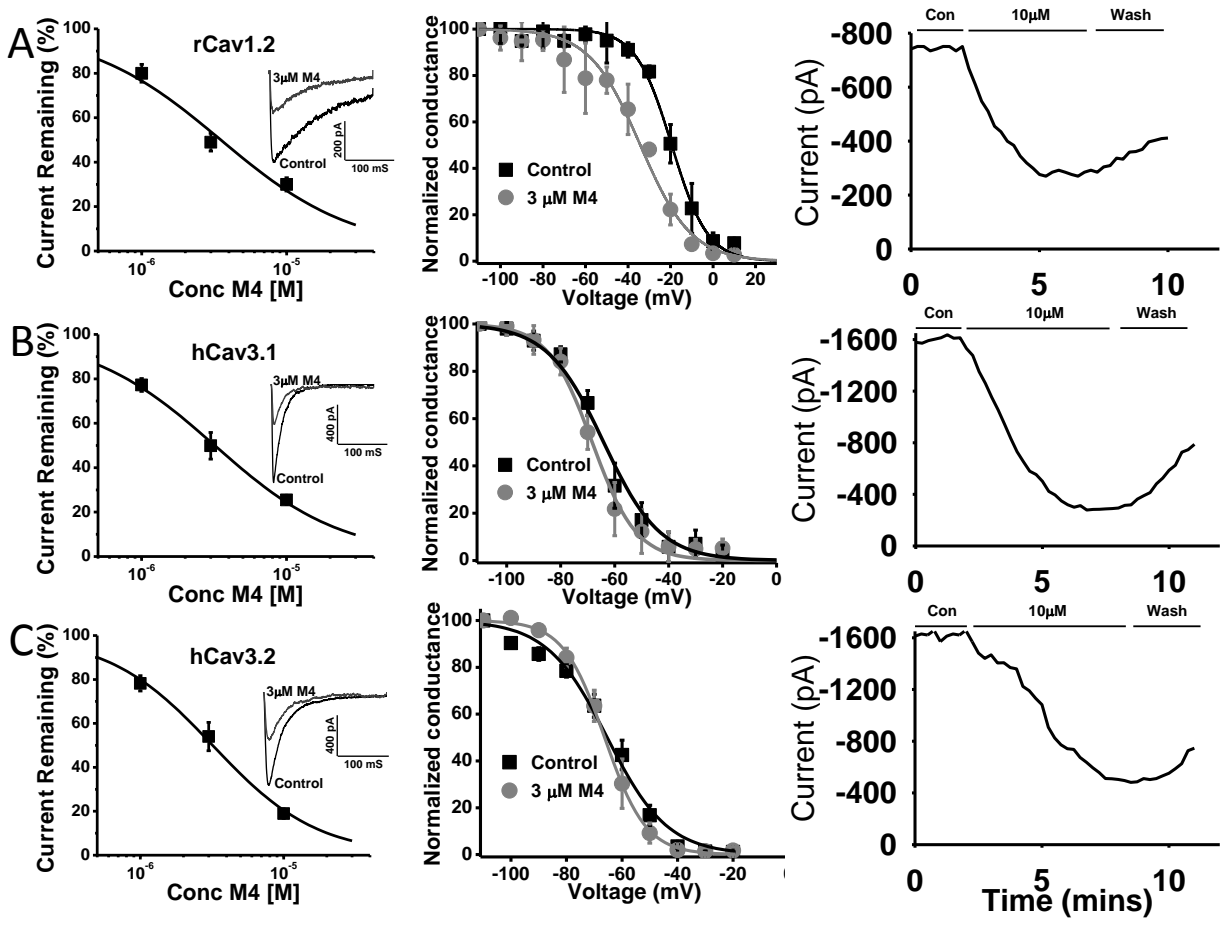 A
rCav1.2
Current Remaining (%)
100
80
60
40
20
0
10-6
10-5
Conc M4 [M]
3μM M4
Control
200 pA
100 mS
Normalized conductance
100
80
60
40
20
0
-100
-80
-60
-40
-20
0
20
Voltage (mV)
Control
3 μM M4
Con
10μM
Wash
Current (pA)
-800
-600
-400
-200
0
0
5
10
B
hCav3.1
Current Remaining (%)
100
80
60
40
20
0
10-6
10-5
Conc M4 [M]
3μM M4
Control
400 pA
100 mS
Normalized conductance
100
80
60
40
20
0
-100
-80
-60
-40
-20
0
Voltage (mV)
Control
3 μM M4
Con
10μM
Wash
Current (pA)
-1600
-1200
-800
-400
0
0
5
10
C
hCav3.2
Current Remaining (%)
100
80
60
40
20
0
10-6
10-5
Conc M4 [M]
3μM M4
Control
400 pA
100 mS
Normalized conductance
100
80
60
40
20
0
-100
-80
-60
-40
-20
Voltage (mV)
Control
3 μM M4
Con
10μM
Wash
Current (pA)
-1600
-1200
-800
-400
0
0
5
10
Time (mins)